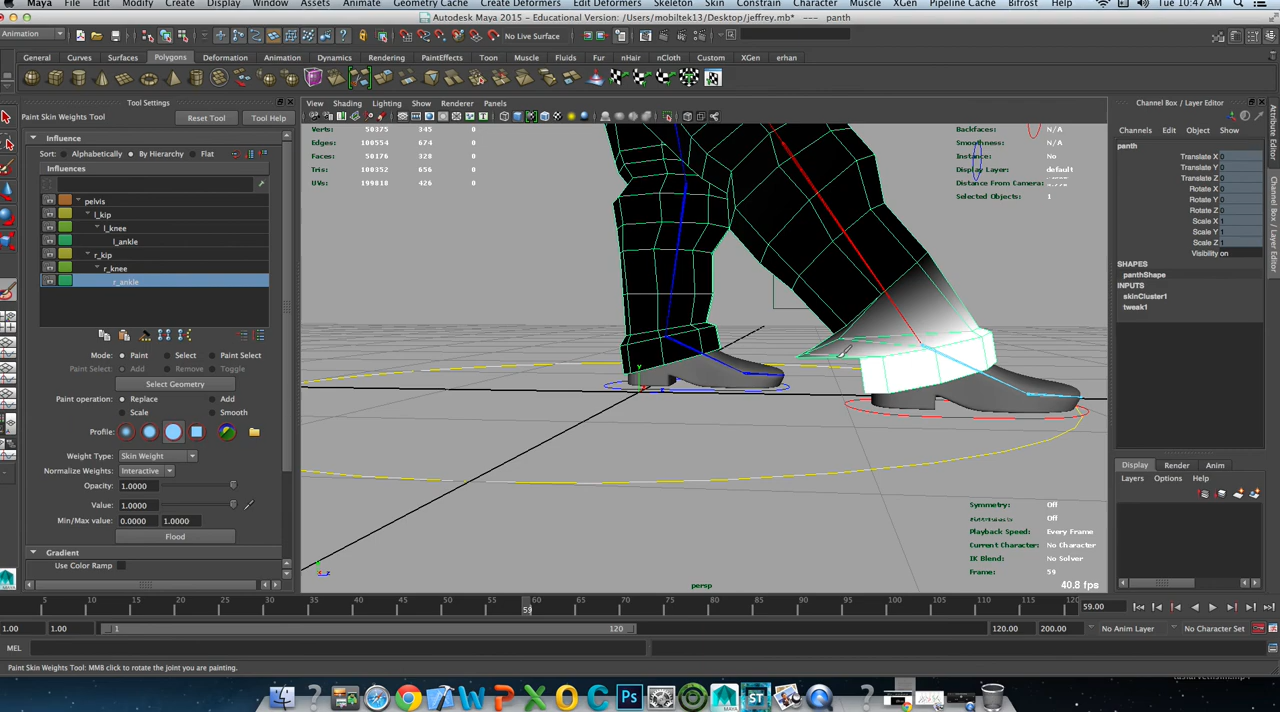 Maya File Edit Modify Create Display Window Assets Animate Geometry Cache Create Deformers Edit Deformers Skeleton Skin Constrain Character Muscle XGen Pipeline Cache Bifrost Help
Autodesk Maya 2015 - Educational Version: /Users/mobiltek13/Desktop/jeffrey.mb* --- panth
Tue 10:47 AM
Animation
No Live Surface
General Curves Surfaces Polygons Deformation Animation Dynamics Rendering PaintEffects Toon Muscle Fluids Fur nHair nCloth Custom XGen erhan
Tool Settings
Paint Skin Weights Tool
Reset Tool
Tool Help
Influence
Sort: Alphabetically By Hierarchy Flat
Influences
pelvis
l_kip
l_knee
l_ankle
r_kip
r_knee
r_ankle
Mode: Paint Select Paint Select
Paint Select: Add Remove Toggle
Select Geometry
Paint operation: Replace Add
Scale Smooth
Profile:
Weight Type: Skin Weight
Normalize Weights: Interactive
Opacity: 1.0000
Value: 1.0000
Min/Max value: 0.0000 1.0000
Flood
Gradient
Use Color Ramp
View Shading Lighting Show Renderer Panels
Verts: 50375 345 0
Edges: 100554 674 0
Faces: 50176 328 0
Tris: 100352 656 0
UVs: 199818 426 0
Backfaces: N/A
Smoothness: N/A
Instance: No
Display Layer: default
Distance From Camera:
Selected Objects: 1
Symmetry: Off
Off
Playback Speed: Every Frame
Current Character: No Character
IK Blend: No Solver
Frame: 59
40.8 fps
persp
y
z
Channel Box / Layer Editor
Channels Edit Object Show
panth
Translate X 0
Translate Y 0
Translate Z 0
Rotate X 0
Rotate Y 0
Rotate Z 0
Scale X 1
Scale Y 1
Scale Z 1
Visibility on
SHAPES
panthShape
INPUTS
skinCluster1
tweak1
Display Render Anim
Layers Options Help
Attribute Editor
Channel Box / Layer Editor
5 10 15 20 25 30 35 40 45 50 55 60 65 70 75 80 85 90 95 100 105 110 115 120
59
59.00
1.00 1.00 1 120 120.00 200.00 No Anim Layer No Character Set
MEL
Paint Skin Weights Tool: MMB click to rotate the joint you are painting.